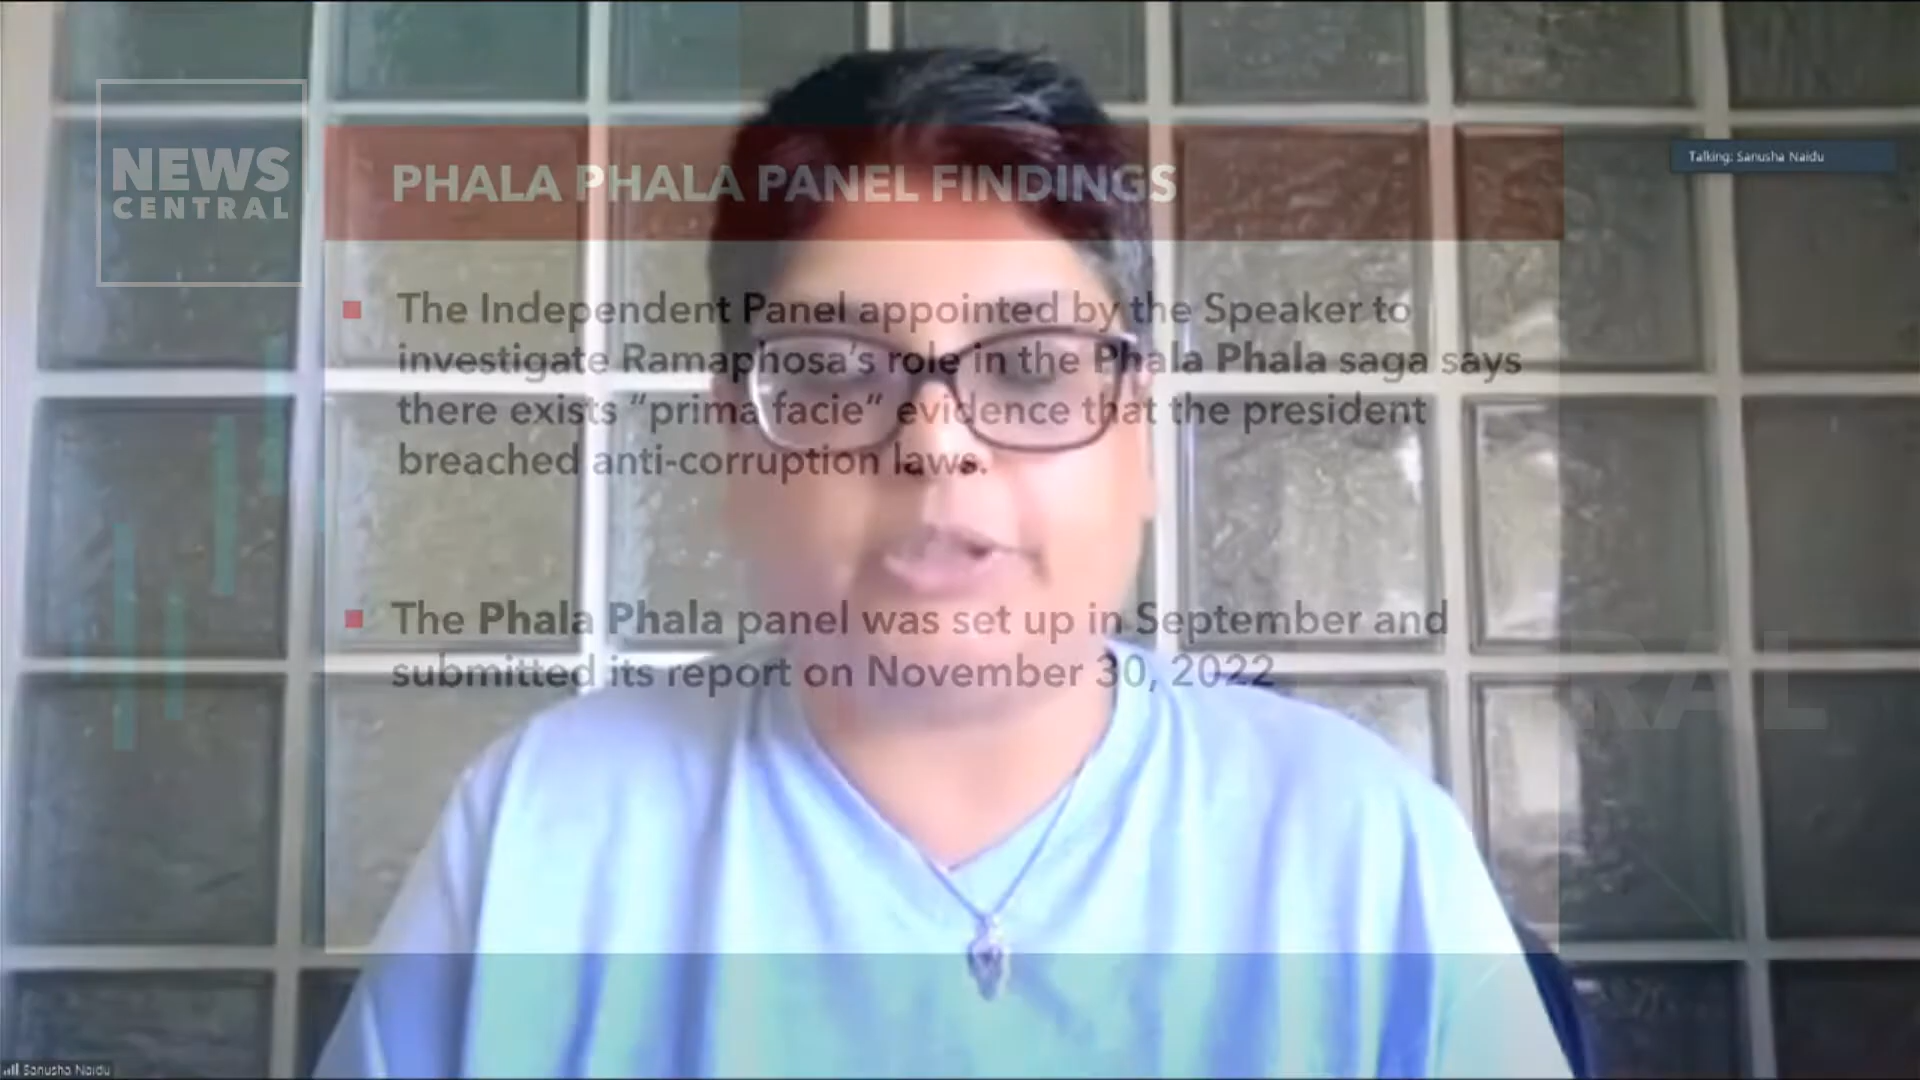 NEWS
CENTRAL
Talking: Sanusha Naidu
PHALA PHALA PANEL FINDINGS
The Independent Panel appointed by the Speaker to
investigate Ramaphosa's role in the Phala Phala saga says
there exists "prima facie" evidence that the president
breached anti-corruption laws.
The Phala Phala panel was set up in September and
submitted its report on November 30, 2022
RAL
Sanusha Naidu